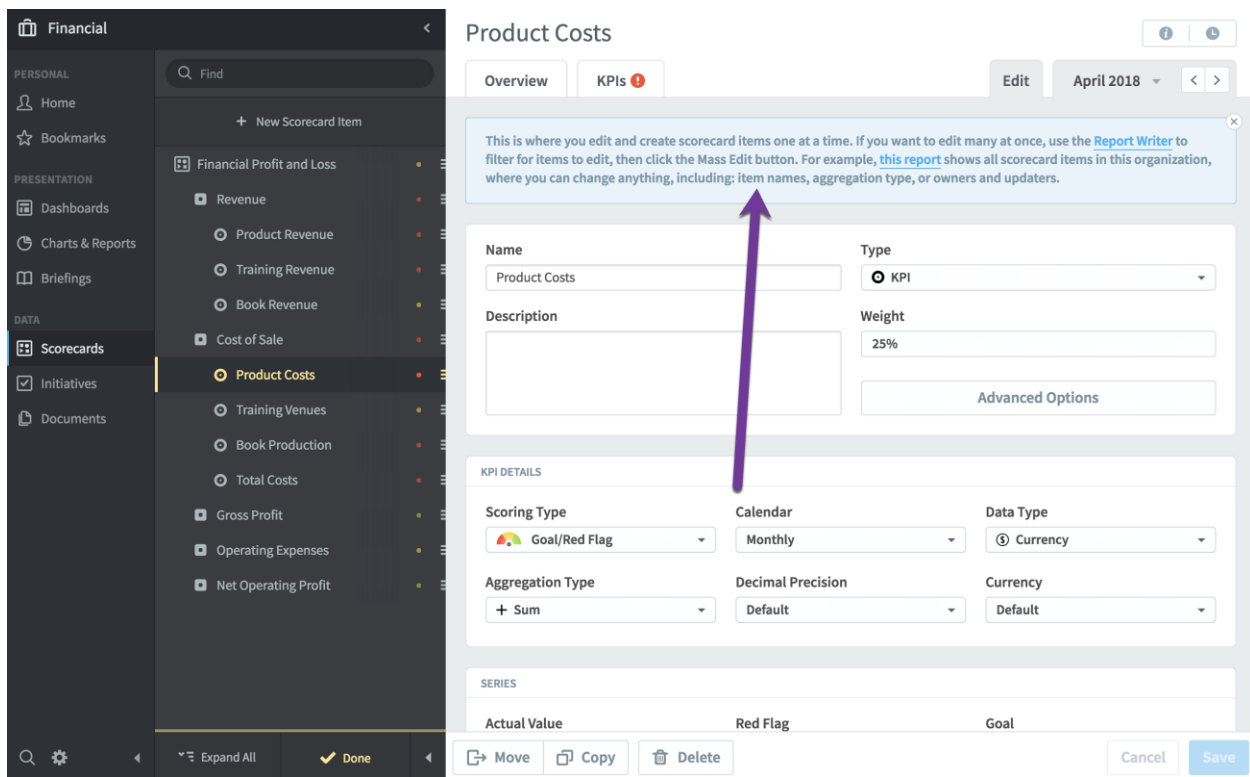 Financial
PERSONAL
Home
Bookmarks
PRESENTATION
Dashboards
Charts & Reports
Briefings
DATA
Scorecards
Initiatives
Documents
Find
+ New Scorecard Item
Financial Profit and Loss
Revenue
Product Revenue
Training Revenue
Book Revenue
Cost of Sale
Product Costs
Training Venues
Book Production
Total Costs
Gross Profit
Operating Expenses
Net Operating Profit
Expand All
Done
Product Costs
Overview
KPIs
Edit
April 2018
This is where you edit and create scorecard items one at a time. If you want to edit many at once, use the Report Writer to
filter for items to edit, then click the Mass Edit button. For example, this report shows all scorecard items in this organization,
where you can change anything, including: item names, aggregation type, or owners and updaters.
Name
Type
Product Costs
KPI
Description
Weight
25%
Advanced Options
KPI DETAILS
Scoring Type
Calendar
Data Type
Goal/Red Flag
Monthly
Currency
Aggregation Type
Decimal Precision
Currency
+ Sum
Default
Default
SERIES
Actual Value
Red Flag
Goal
Move
Copy
Delete
Cancel
Save